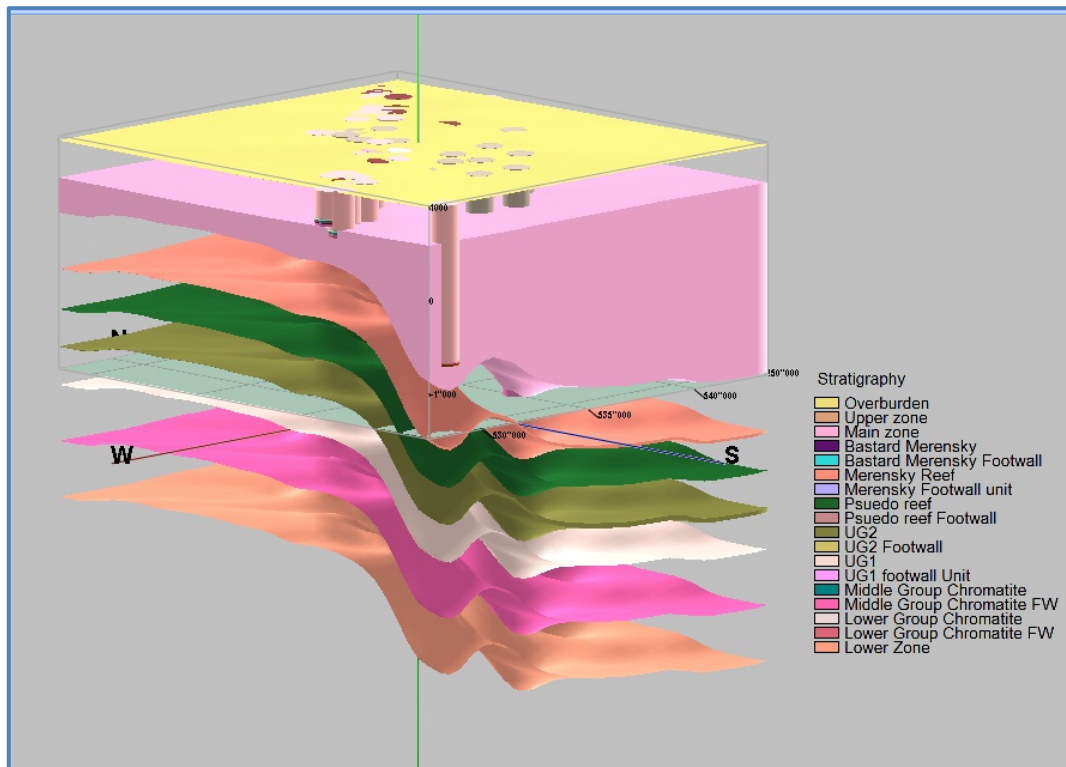 1000
0
-1"000
530"000
535"000
540"000
W
S
Stratigraphy
Overburden
Upper zone
Main zone
Bastard Merensky
Bastard Merensky Footwall
Merensky Reef
Merensky Footwall unit
Psuedo reef
Psuedo reef Footwall
UG2
UG2 Footwall
UG1
UG1 footwall Unit
Middle Group Chromatite
Middle Group Chromatite FW
Lower Group Chromatite
Lower Group Chromatite FW
Lower Zone